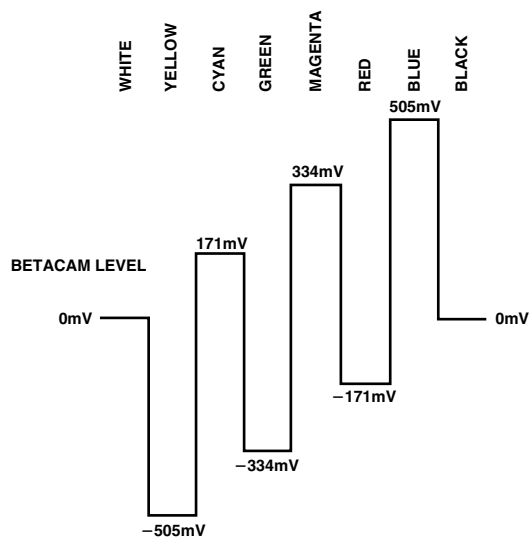 WHITE
YELLOW
CYAN
GREEN
MAGENTA
RED
BLUE
BLACK
505mV
334mV
171mV
BETACAM LEVEL
0mV
0mV
−171mV
−334mV
−505mV